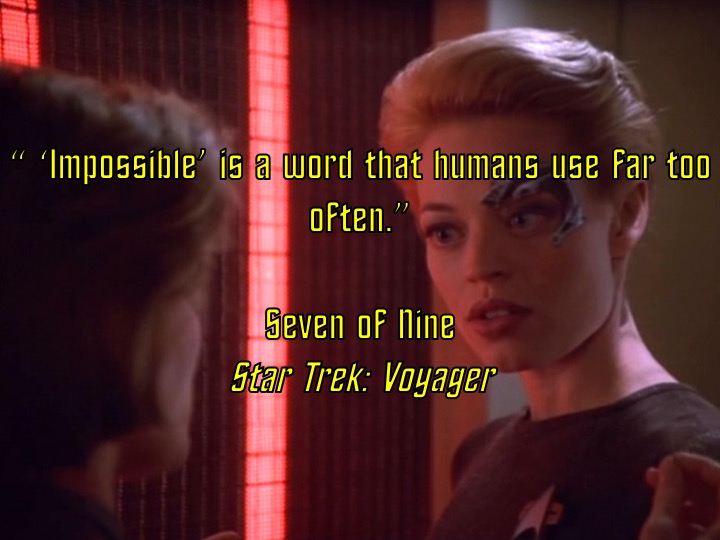 “ ‘Impossible’ is a word that humans use far too
often.”
Seven of Nine
Star Trek: Voyager